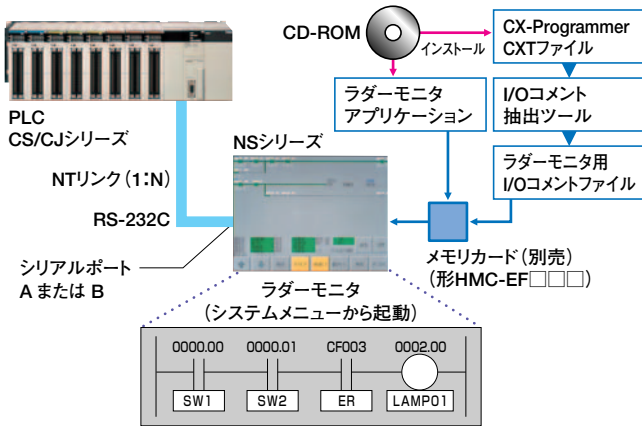 CD-ROM
インストール
CX-Programmer
CXTファイル
PLC
CS/CJシリーズ
ラダーモニタ
アプリケーション
I/Oコメント
抽出ツール
NSシリーズ
NTリンク(1:N)
ラダーモニタ用
I/Oコメントファイル
RS-232C
シリアルポート
A または B
メモリカード(別売)
(形HMC-EF□□□)
ラダーモニタ
(システムメニューから起動)
0000.00 0000.01 CF003 0002.00
SW1 SW2 ER LAMP01